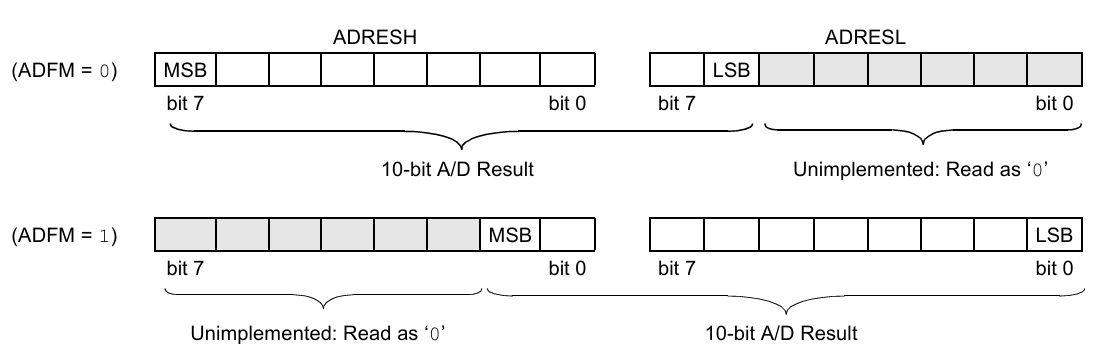 ADRESH ADRESL
(ADFM = 0) MSB LSB
bit 7 bit 0 bit 7 bit 0
10-bit A/D Result Unimplemented: Read as ‘0’
(ADFM = 1) MSB LSB
bit 7 bit 0 bit 7 bit 0
Unimplemented: Read as ‘0’ 10-bit A/D Result